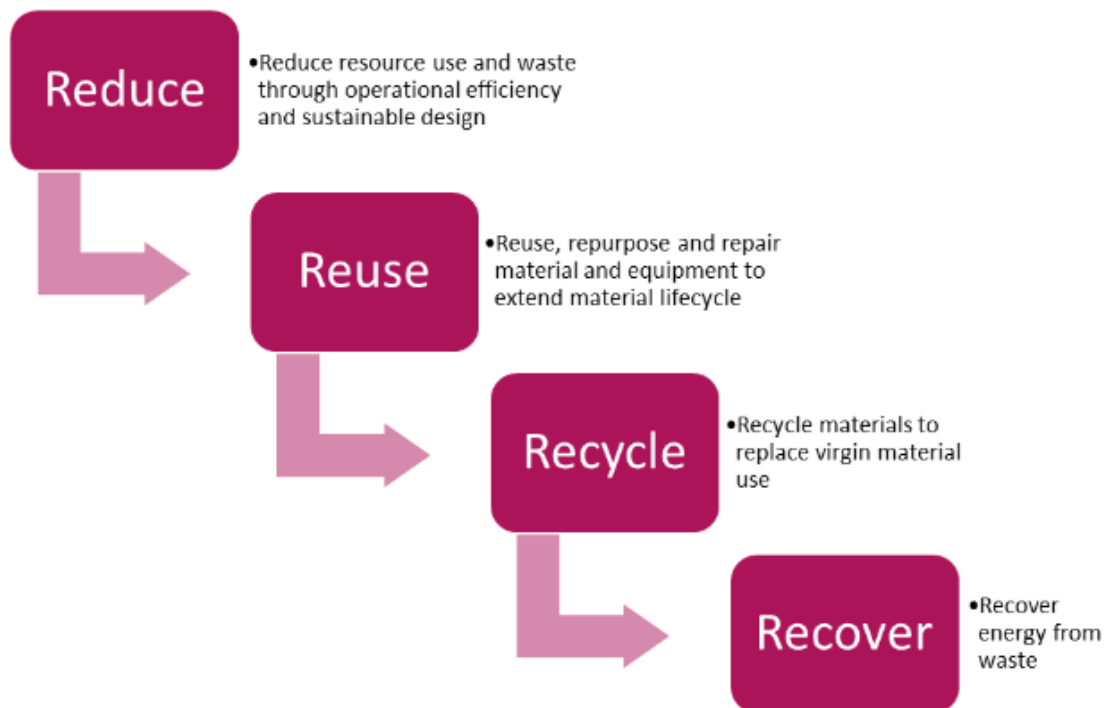 Reduce
•Reduce resource use and waste
through operational efficiency
and sustainable design
Reuse
•Reuse, repurpose and repair
material and equipment to
extend material lifecycle
Recycle
•Recycle materials to
replace virgin material
use
Recover
•Recover
energy from
waste